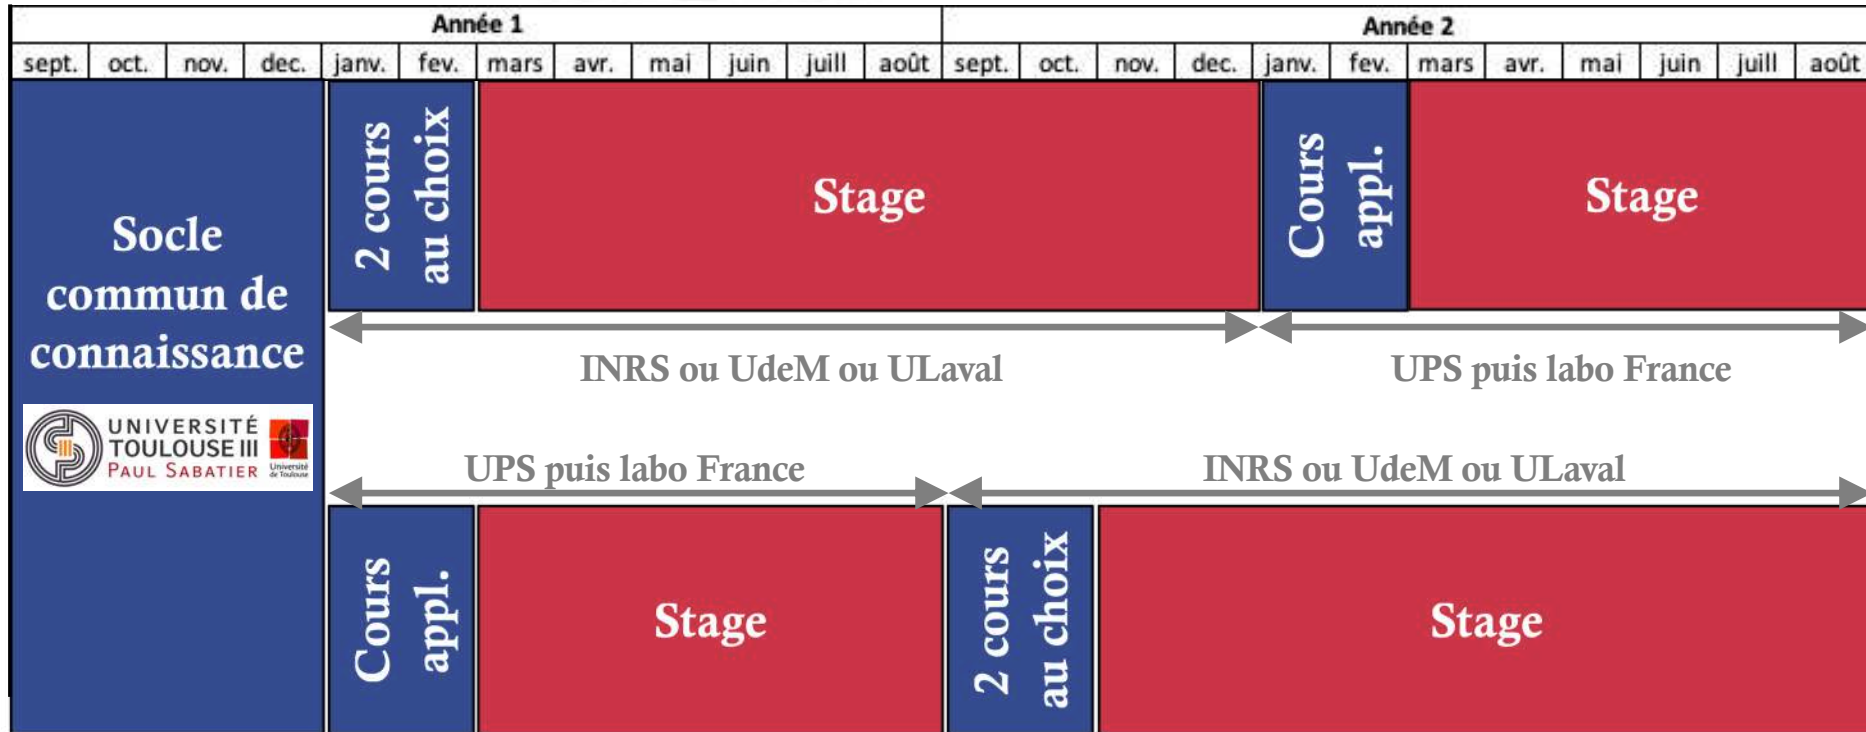 Année 1
Année 2
sept. oct. nov. dec. janv. fev. mars avr. mai juin juill août sept. oct. nov. dec. janv. fev. mars avr. mai juin juill août
Socle
commun de
connaissance
UNIVERSITÉ
TOULOUSE III
PAUL SABATIER
Université
de Toulouse
2 cours
au choix
Stage
Cours
appl.
Stage
INRS ou UdeM ou ULaval
UPS puis labo France
UPS puis labo France
INRS ou UdeM ou ULaval
Cours
appl.
Stage
2 cours
au choix
Stage